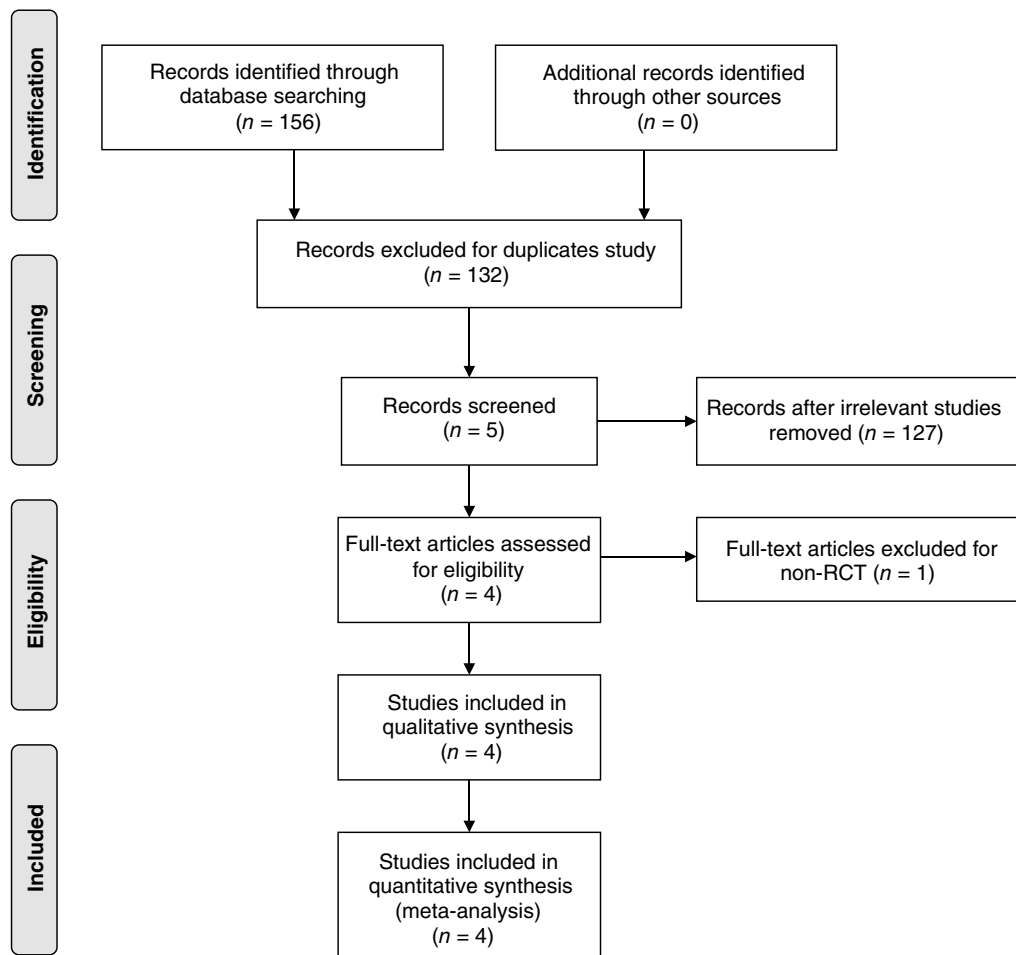 Identification
Records identified through
database searching
(n = 156)
Additional records identified
through other sources
(n = 0)
Records excluded for duplicates study
(n = 132)
Screening
Records screened
(n = 5)
Records after irrelevant studies
removed (n = 127)
Eligibility
Full-text articles assessed
for eligibility
(n = 4)
Full-text articles excluded for
non-RCT (n = 1)
Studies included in
qualitative synthesis
(n = 4)
Included
Studies included in
quantitative synthesis
(meta-analysis)
(n = 4)